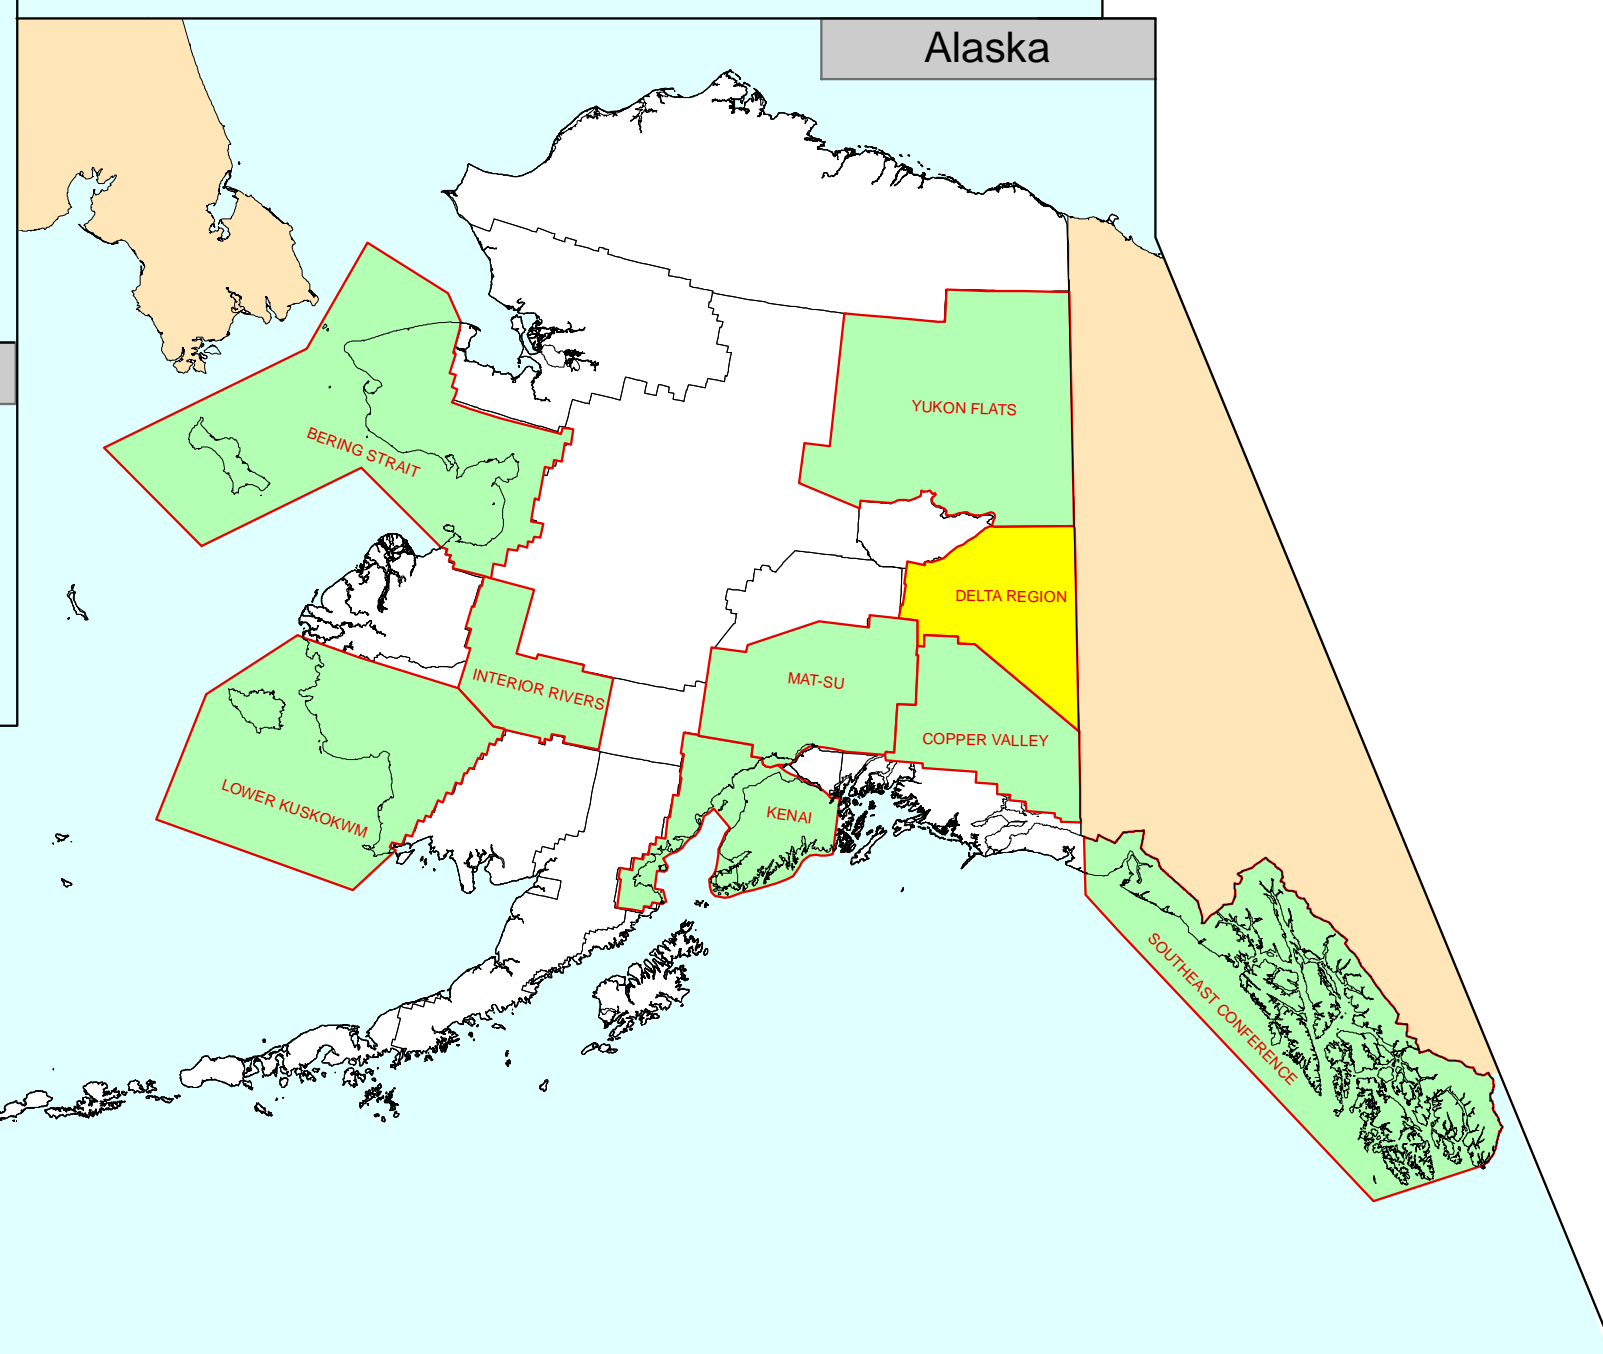 Alaska
YUKON FLATS
BERING STRAIT
DELTA REGION
INTERIOR RIVERS
MAT-SU
COPPER VALLEY
LOWER KUSKOKWM
KENAI
SOUTHEAST CONFERENCE